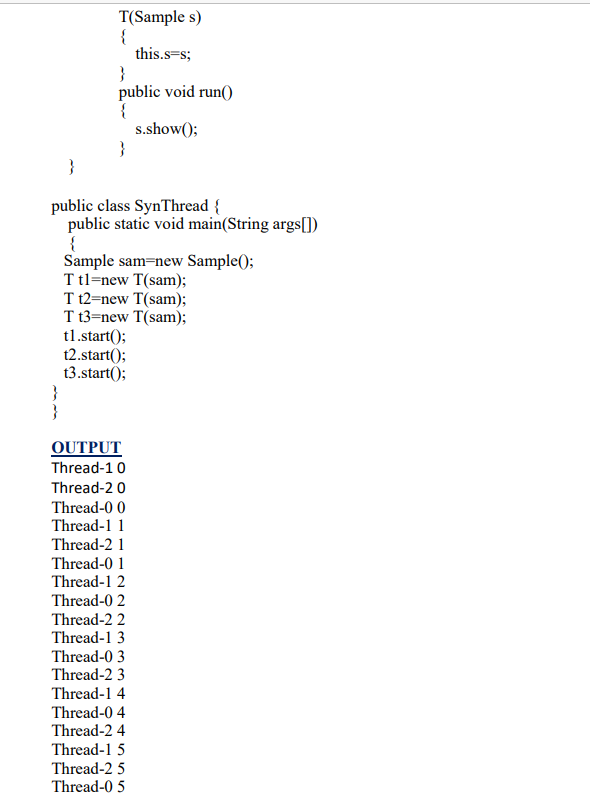 T(Sample s)
{
this.s=s;
}
public void run()
{
s.show();
}
}
public class SynThread {
public static void main(String args[])
{
Sample sam=new Sample();
T t1=new T(sam);
T t2=new T(sam);
T t3=new T(sam);
t1.start();
t2.start();
t3.start();
}
}
OUTPUT
Thread-1 0
Thread-2 0
Thread-0 0
Thread-1 1
Thread-2 1
Thread-0 1
Thread-1 2
Thread-0 2
Thread-2 2
Thread-1 3
Thread-0 3
Thread-2 3
Thread-1 4
Thread-0 4
Thread-2 4
Thread-1 5
Thread-2 5
Thread-0 5